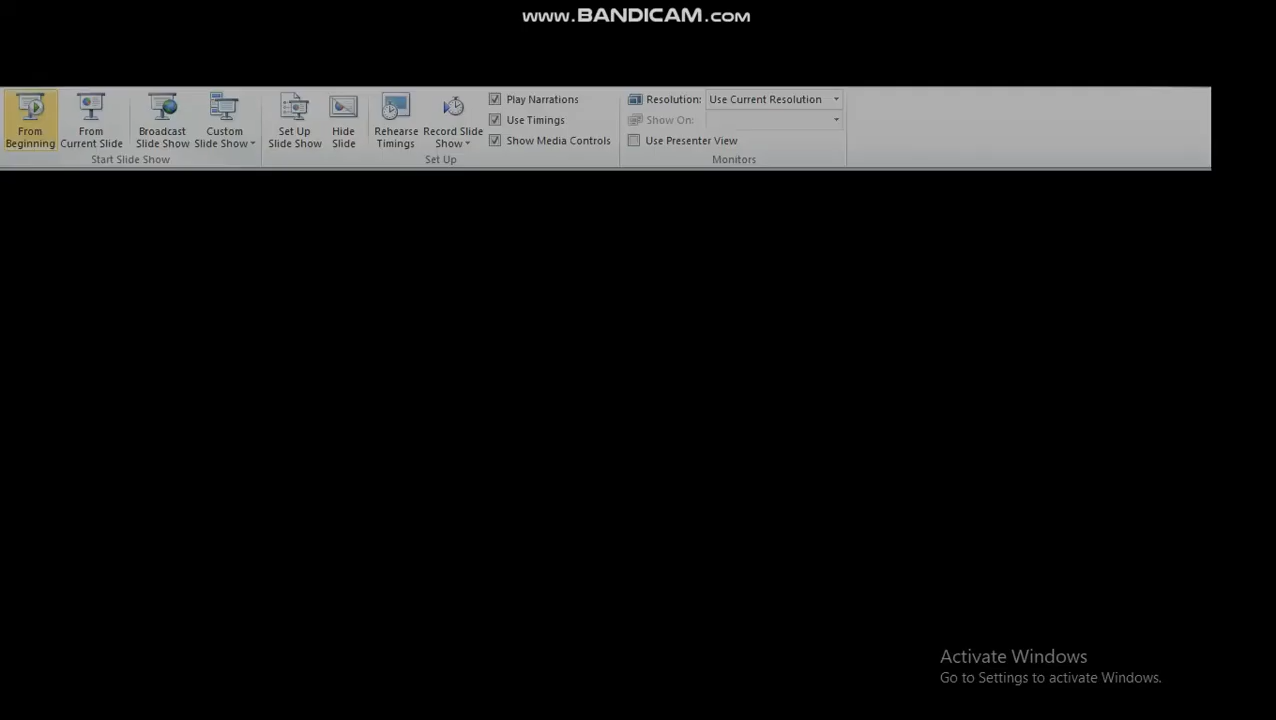 www.BANDICAM.com
From Beginning
From Current Slide
Broadcast Slide Show
Custom Slide Show
Start Slide Show
Set Up Slide Show
Hide Slide
Rehearse Timings
Record Slide Show
Play Narrations
Use Timings
Show Media Controls
Set Up
Resolution: Use Current Resolution
Show On:
Use Presenter View
Monitors
Activate Windows
Go to Settings to activate Windows.